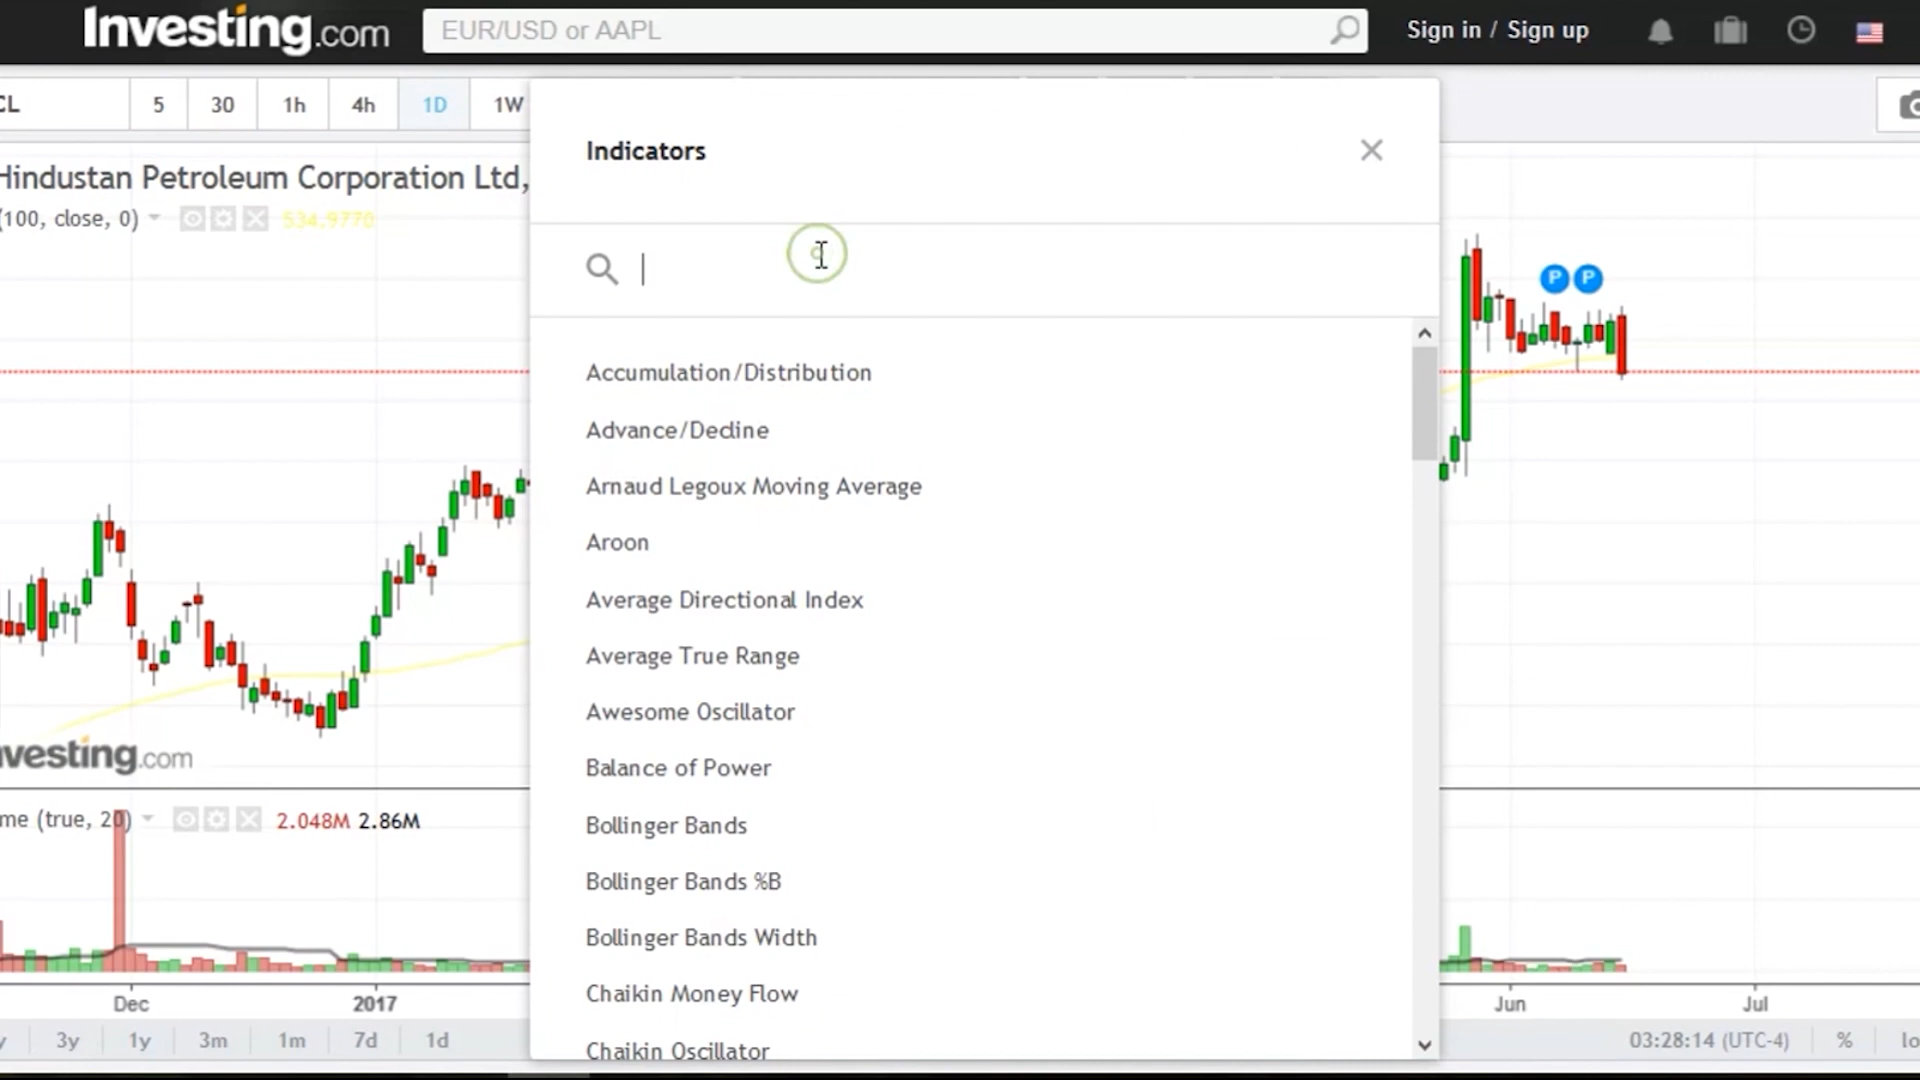 Investing.com
EUR/USD or AAPL
Sign in / Sign up
CL
5
30
1h
4h
1D
1W
Indicators
Hindustan Petroleum Corporation Ltd,
(100, close, 0)
534.9770
P P
Accumulation/Distribution
Advance/Decline
Arnaud Legoux Moving Average
Aroon
Average Directional Index
Average True Range
Awesome Oscillator
Balance of Power
Bollinger Bands
Bollinger Bands %B
Bollinger Bands Width
Chaikin Money Flow
Chaikin Oscillator
nvesting.com
me (true, 20)
2.048M 2.86M
Dec
2017
Jun
Jul
y
3y
1y
3m
1m
7d
1d
03:28:14 (UTC-4)
%
lo